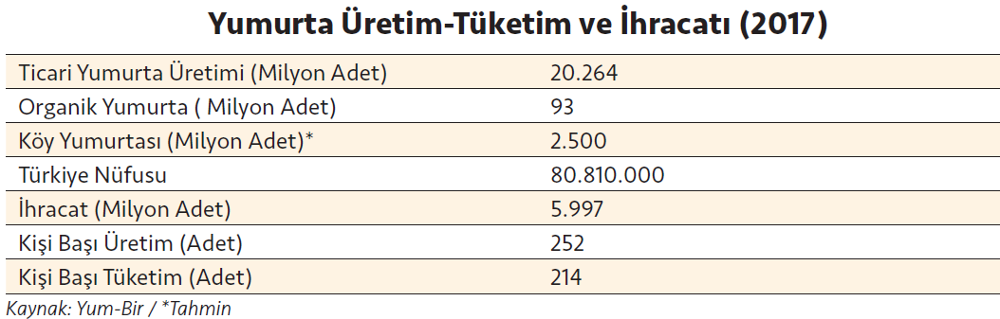 Yumurta Üretim-Tüketim ve İhracatı (2017)
Ticari Yumurta Üretimi (Milyon Adet) 20.264
Organik Yumurta ( Milyon Adet) 93
Köy Yumurtası (Milyon Adet)* 2.500
Türkiye Nüfusu 80.810.000
İhracat (Milyon Adet) 5.997
Kişi Başı Üretim (Adet) 252
Kişi Başı Tüketim (Adet) 214
Kaynak: Yum-Bir / *Tahmin